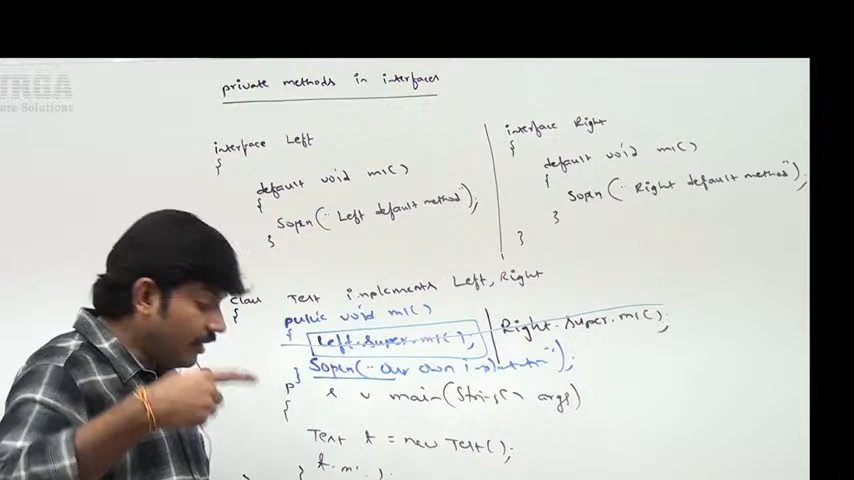 URGA
private methods in interfaces
interface Left
{
default void m1()
{
Sopln(" Left default method");
}
interface Right
{
default void m1()
{
Sopln(" Right default method");
}
}
class Test implements Left, Right
{
public void m1()
{
Left.super.m1(); Right.super.m1();
Sopln(" our own
}
p s v main(String[] args)
{
Test t = new Test();
t.m1();
}